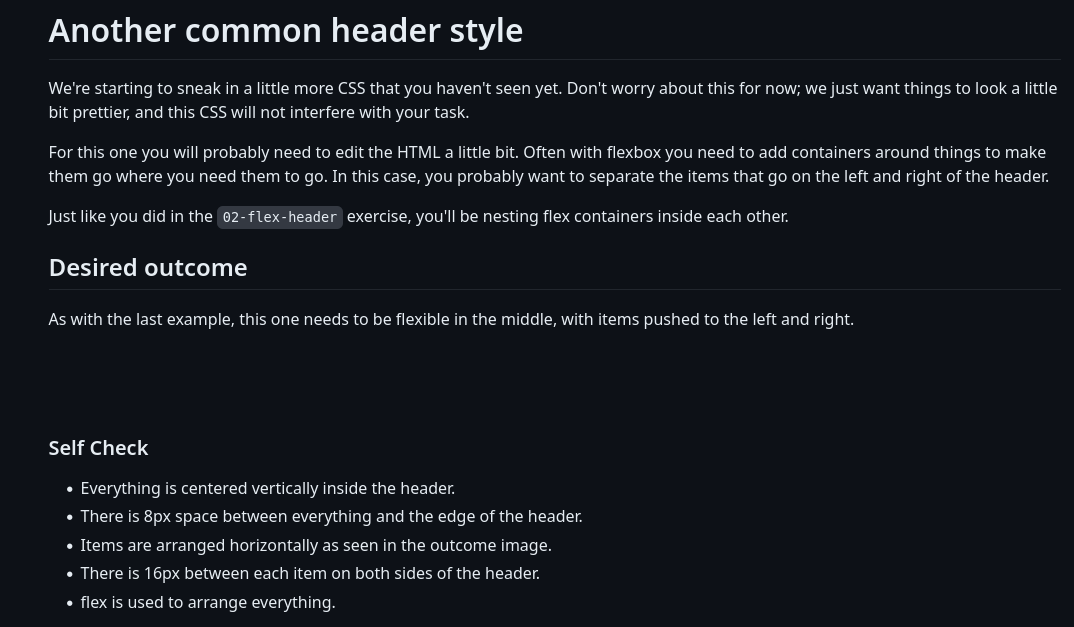 Another common header style
We're starting to sneak in a little more CSS that you haven't seen yet. Don't worry about this for now; we just want things to look a little
bit prettier, and this CSS will not interfere with your task.
For this one you will probably need to edit the HTML a little bit. Often with flexbox you need to add containers around things to make
them go where you need them to go. In this case, you probably want to separate the items that go on the left and right of the header.
Just like you did in the 02-flex-header exercise, you'll be nesting flex containers inside each other.
Desired outcome
As with the last example, this one needs to be flexible in the middle, with items pushed to the left and right.
Self Check
• Everything is centered vertically inside the header.
• There is 8px space between everything and the edge of the header.
• Items are arranged horizontally as seen in the outcome image.
• There is 16px between each item on both sides of the header.
• flex is used to arrange everything.